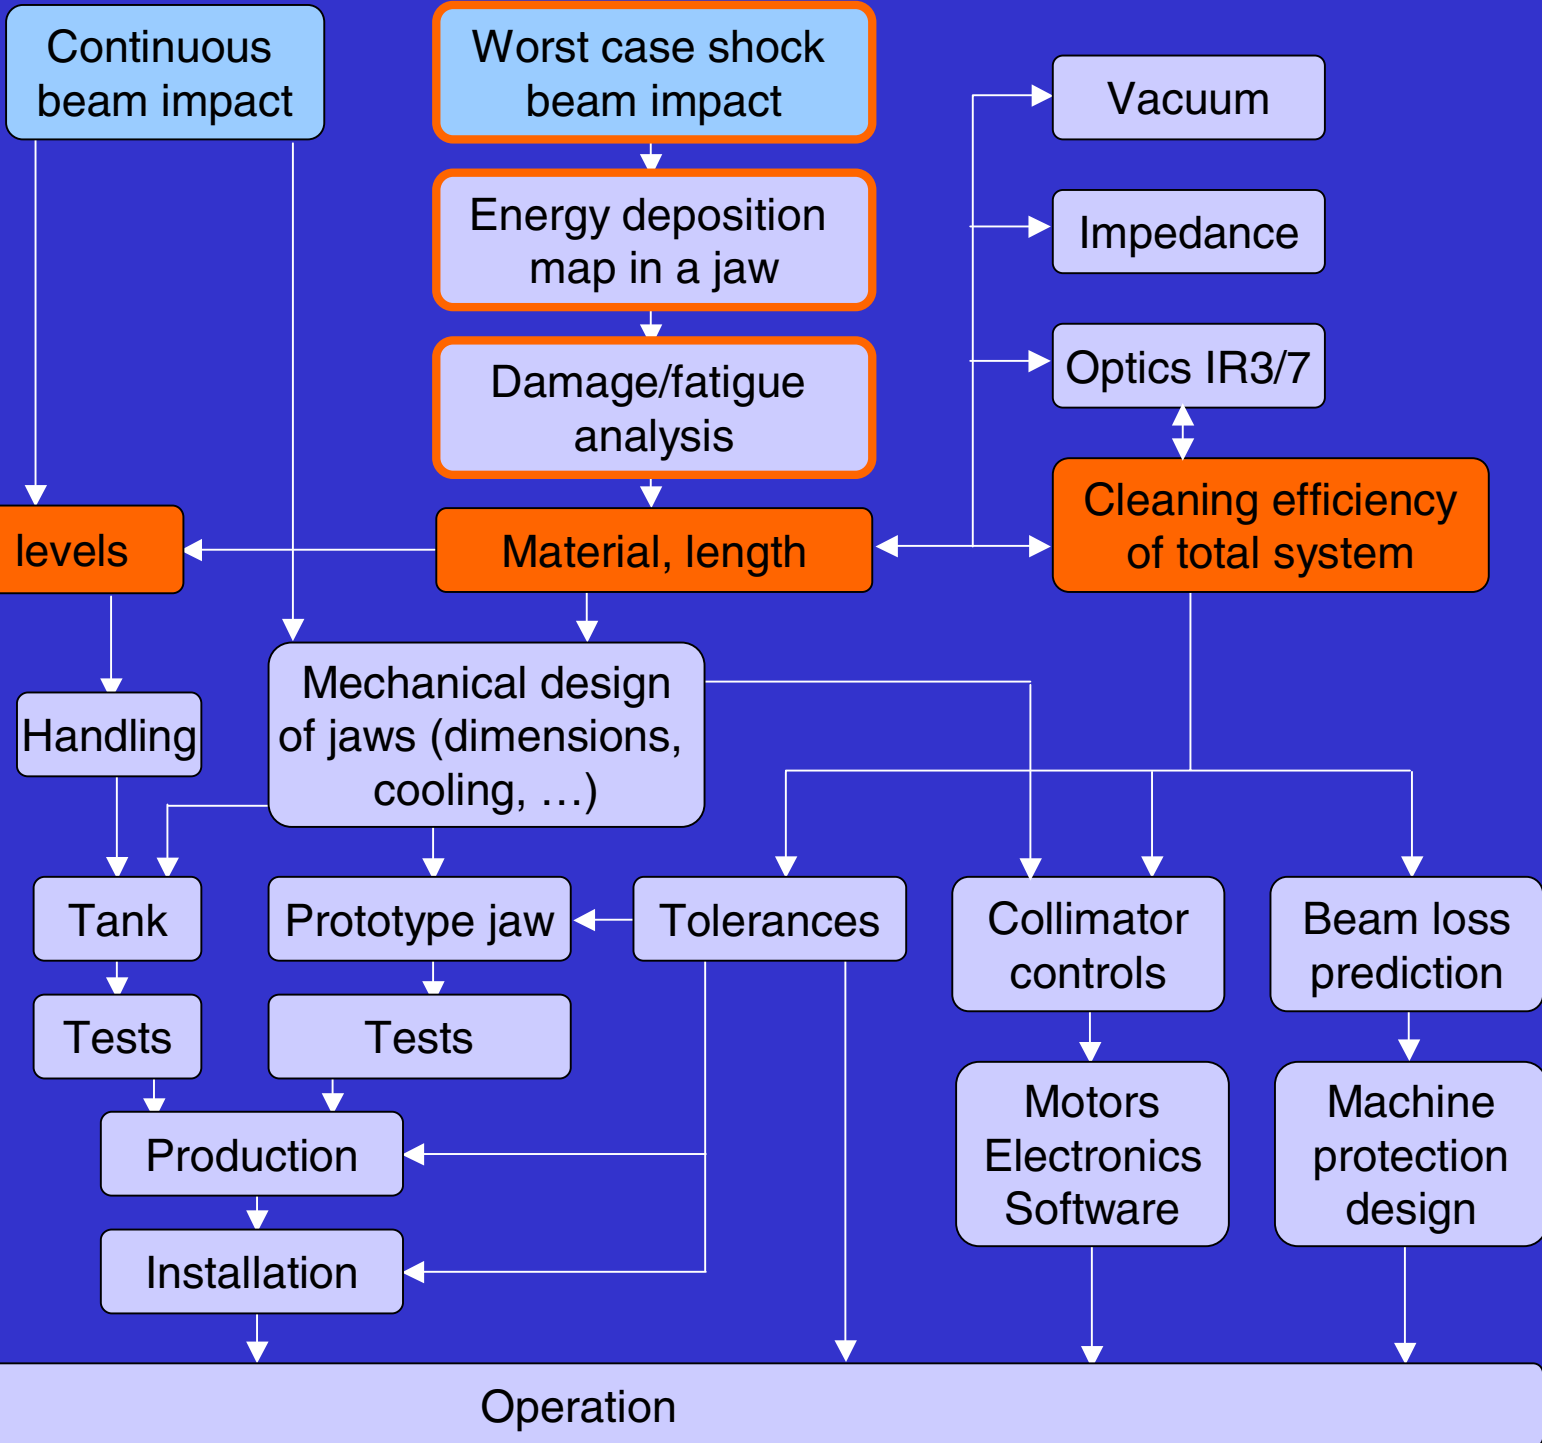 Continuous
beam impact
Worst case shock
beam impact
Vacuum
Energy deposition
map in a jaw
Impedance
Optics IR3/7
Damage/fatigue
analysis
levels
Material, length
Cleaning efficiency
of total system
Mechanical design
of jaws (dimensions,
cooling, …)
Handling
Tank
Prototype jaw
Tolerances
Collimator
controls
Beam loss
prediction
Tests
Tests
Motors
Electronics
Software
Machine
protection
design
Production
Installation
Operation